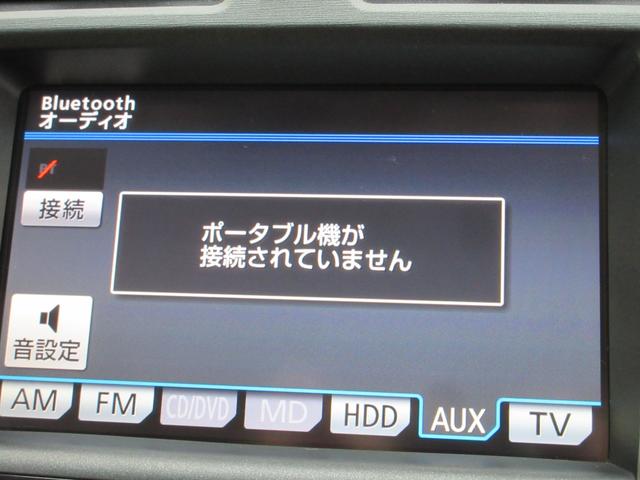 Bluetooth
オーディオ
BT
接続
ポータブル機が
接続されていません
音設定
AM
FM
CD/DVD
MD
HDD
AUX
TV